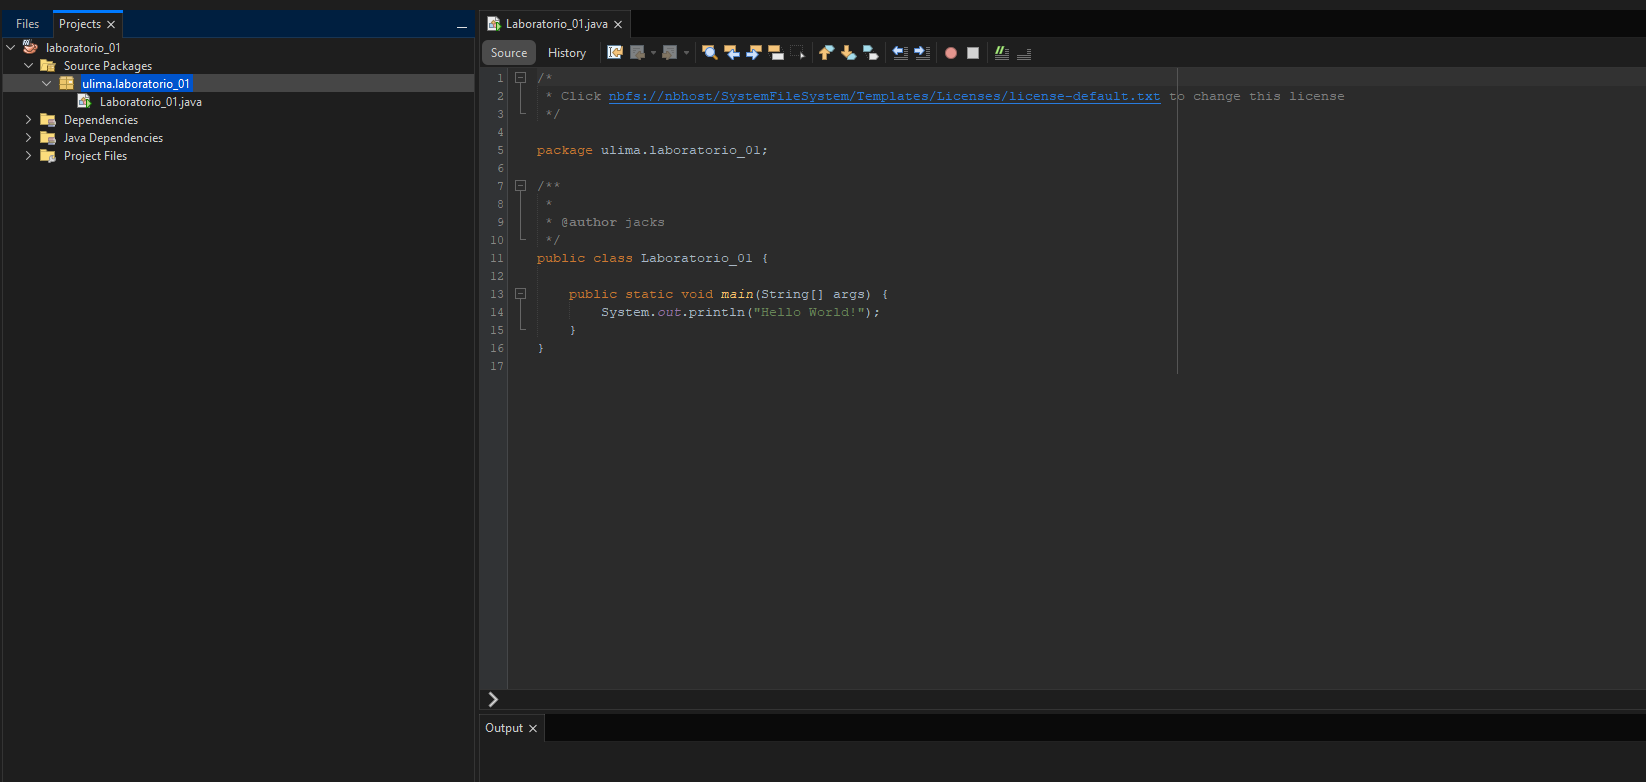 Files
Projects
laboratorio_01
Source Packages
ulima.laboratorio_01
Laboratorio_01.java
Dependencies
Java Dependencies
Project Files
Laboratorio_01.java
Source
History
1 /*
2  * Click nbfs://nbhost/SystemFileSystem/Templates/Licenses/license-default.txt to change this license
3  */
4
5 package ulima.laboratorio_01;
6
7 /**
8  *
9  * @author jacks
10  */
11 public class Laboratorio_01 {
12
13     public static void main(String[] args) {
14         System.out.println("Hello World!");
15     }
16 }
17
Output